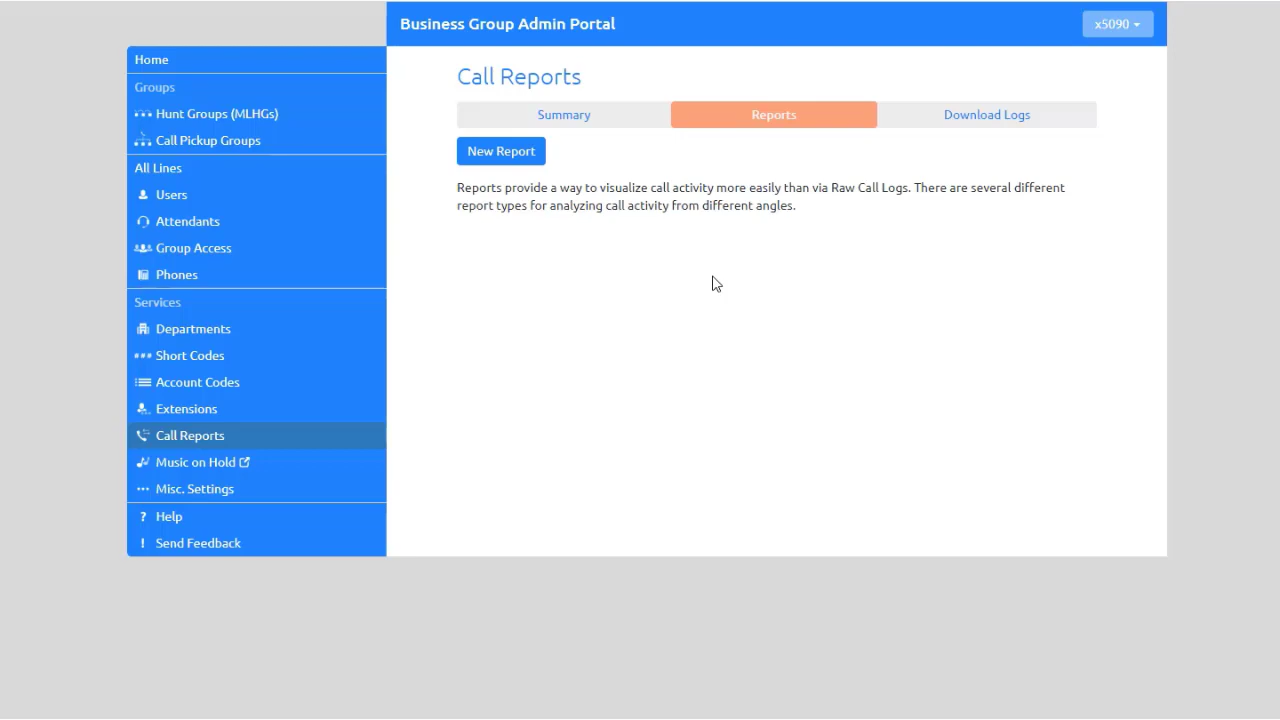 Business Group Admin Portal
x5090
Home
Groups
Hunt Groups (MLHGs)
Call Pickup Groups
All Lines
Users
Attendants
Group Access
Phones
Services
Departments
### Short Codes
Account Codes
Extensions
Call Reports
Music on Hold
Misc. Settings
? Help
! Send Feedback
Call Reports
Summary
Reports
Download Logs
New Report
Reports provide a way to visualize call activity more easily than via Raw Call Logs. There are several different
report types for analyzing call activity from different angles.